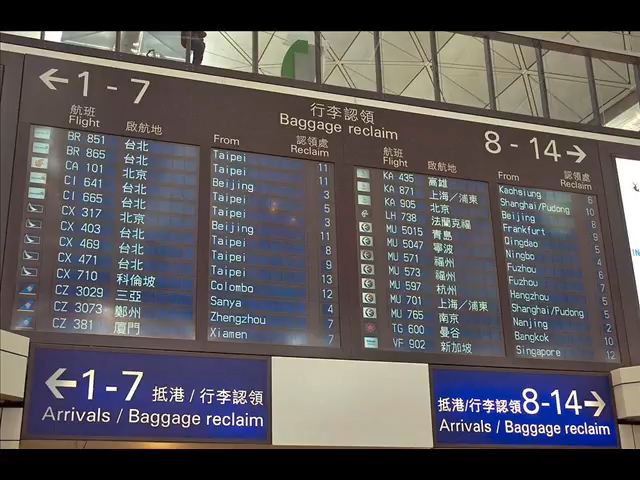 ← 1 - 7
行李認領
Baggage reclaim
8 - 14 →
航班 啟航地 認領處
Flight From Reclaim
BR 851 台北 Taipei 11
BR 865 台北 Taipei 11
CA 101 北京 Beijing 3
CI 641 台北 Taipei 5
CI 665 台北 Taipei 3
CX 317 北京 Beijing 11
CX 403 台北 Taipei 8
CX 469 台北 Taipei 9
CX 471 台北 Taipei 13
CX 710 科倫坡 Colombo 12
CZ 3029 三亞 Sanya 4
CZ 3073 鄭州 Zhengzhou 4
CZ 381 廈門 Xiamen 7
航班 啟航地 認領處
Flight From Reclaim
KA 435 高雄 Kaohsiung 6
KA 871 上海／浦東 Shanghai/Pudong 10
KA 905 北京 Beijing 8
LH 738 法蘭克福 Frankfurt 9
MU 5015 青島 Qingdao 5
MU 5047 寧波 Ningbo 4
MU 571 福州 Fuzhou 6
MU 573 福州 Fuzhou
MU 597 杭州 Hangzhou 7
MU 701 上海／浦東 Shanghai/Pudong 5
MU 765 南京 Nanjing 2
TG 600 曼谷 Bangkok 10
VF 902 新加坡 Singapore 12
← 1 - 7 抵港 / 行李認領
Arrivals / Baggage reclaim
抵港/行李認領 8 - 14 →
Arrivals / Baggage reclaim